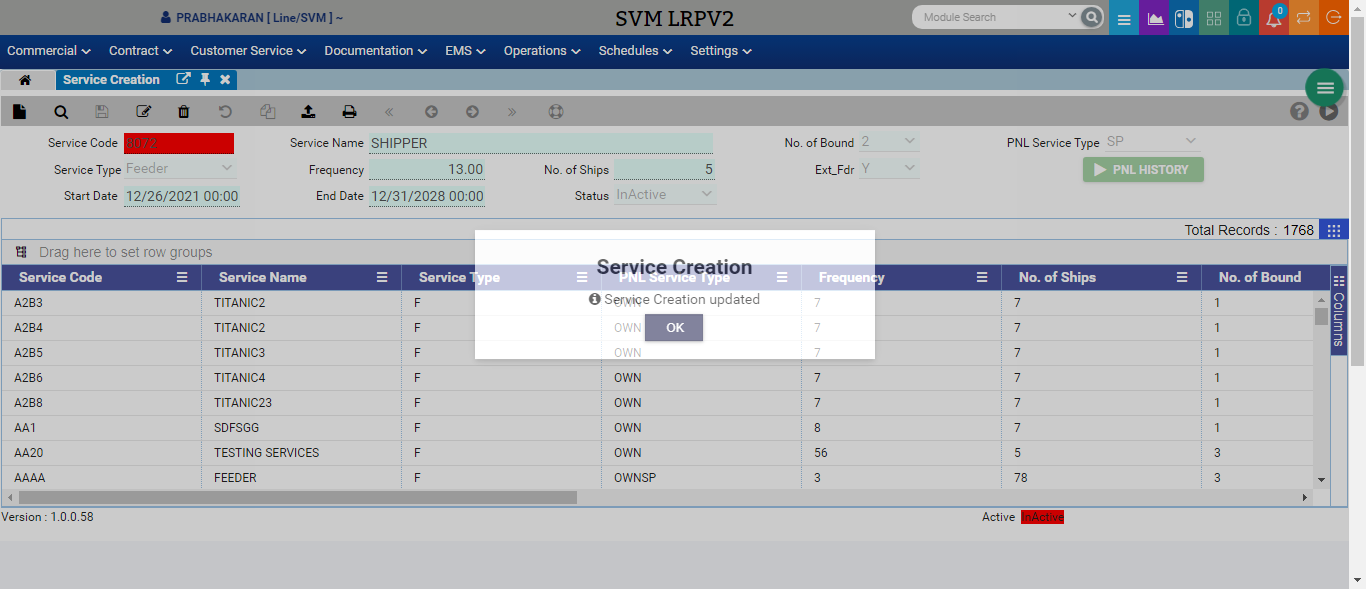 PRABHAKARAN [ Line/SVM ] ~
SVM LRPV2
Module Search
0
Commercial Contract Customer Service Documentation EMS Operations Schedules Settings
Service Creation
Service Code Service Name SHIPPER No. of Bound 2 PNL Service Type SP
Service Type Feeder Frequency 13.00 No. of Ships 5 Ext_Fdr Y PNL HISTORY
Start Date 12/26/2021 00:00 End Date 12/31/2028 00:00 Status InActive
Total Records : 1768
Drag here to set row groups
Service Code Service Name Service Type PNL Service Type Frequency No. of Ships No. of Bound
Columns
A2B3 TITANIC2 F OWN 7 7 1
A2B4 TITANIC2 F OWN 7 7 1
A2B5 TITANIC3 F OWN 7 7 1
A2B6 TITANIC4 F OWN 7 7 1
A2B8 TITANIC23 F OWN 7 7 1
AA1 SDFSGG F OWN 8 7 1
AA20 TESTING SERVICES F OWN 56 5 3
AAAA FEEDER F OWNSP 3 78 3
Service Creation
Service Creation updated
OK
Version : 1.0.0.58
Active InActive